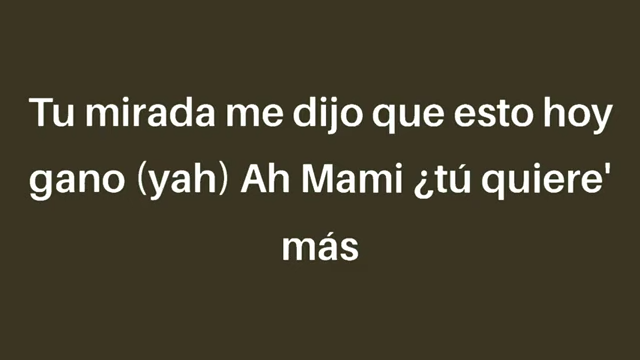 Tu mirada me dijo que esto hoy
gano (yah) Ah Mami ¿tú quiere'
más